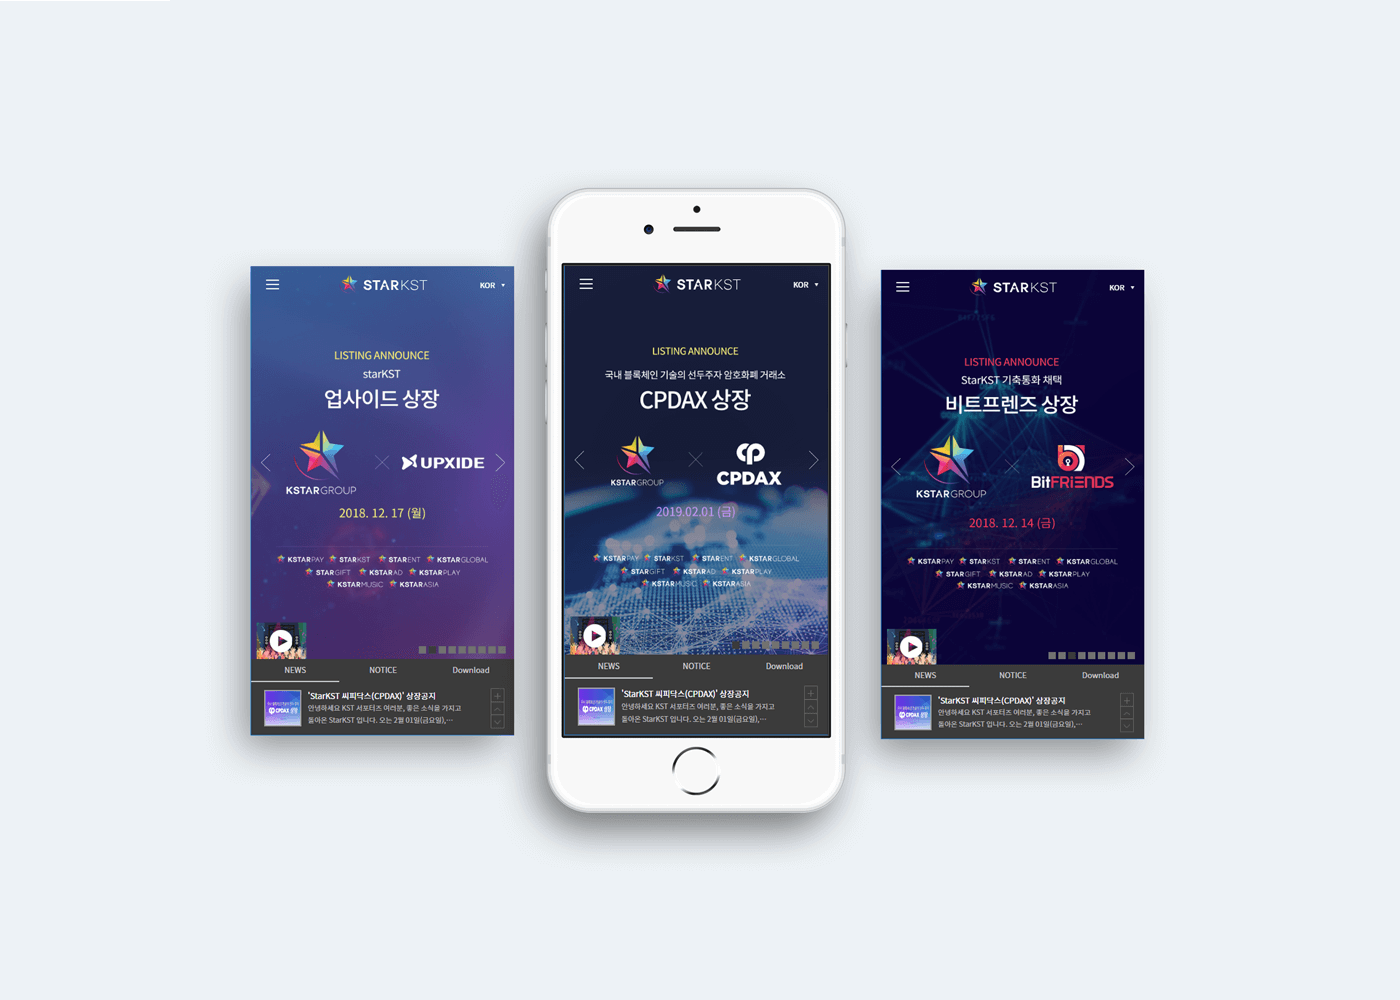 STARKST
KOR
LISTING ANNOUNCE
starKST
업사이드 상장
KSTARGROUP
UPXIDE
2018. 12. 17 (월)
KSTARPAY STARKST STARENT KSTARGLOBAL
STARGIFT KSTARAD KSTARPLAY
KSTARMUSIC KSTARASIA
NEWS NOTICE Download
'StarKST 씨피닥스(CPDAX)' 상장공지
안녕하세요 KST 서포터즈 여러분, 좋은 소식을 가지고
돌아온 StarKST 입니다. 오는 2월 01일(금요일),···
STARKST
KOR
LISTING ANNOUNCE
국내 블록체인 기술의 선두주자 암호화폐 거래소
CPDAX 상장
KSTARGROUP
CPDAX
2019.02.01 (금)
KSTARPAY STARKST STARENT KSTARGLOBAL
STARGIFT KSTARAD KSTARPLAY
KSTARMUSIC KSTARASIA
NEWS NOTICE Download
'StarKST 씨피닥스(CPDAX)' 상장공지
안녕하세요 KST 서포터즈 여러분, 좋은 소식을 가지고
돌아온 StarKST 입니다. 오는 2월 01일(금요일),···
STARKST
KOR
LISTING ANNOUNCE
StarKST 기축통화 채택
비트프렌즈 상장
KSTARGROUP
BitFRIENDS
2018. 12. 14 (금)
KSTARPAY STARKST STARENT KSTARGLOBAL
STARGIFT KSTARAD KSTARPLAY
KSTARMUSIC KSTARASIA
NEWS NOTICE Download
'StarKST 씨피닥스(CPDAX)' 상장공지
안녕하세요 KST 서포터즈 여러분, 좋은 소식을 가지고
돌아온 StarKST 입니다. 오는 2월 01일(금요일),···